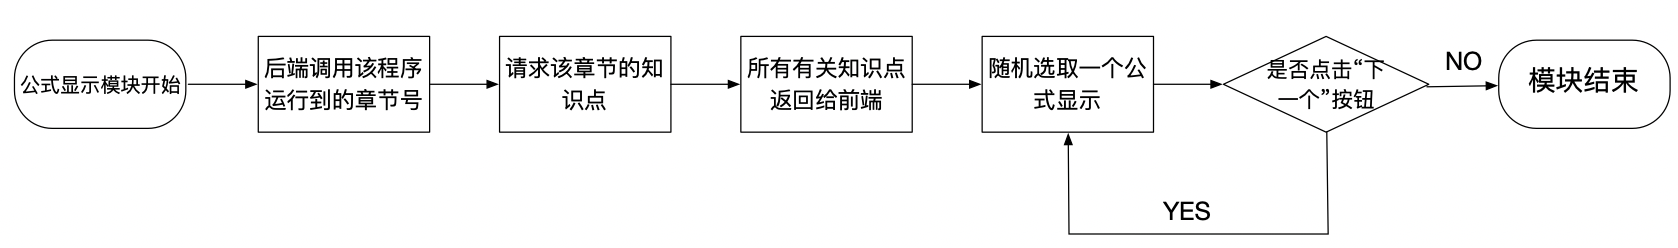 公式显示模块开始
后端调用该程序
运行到的章节号
请求该章节的知
识点
所有有关知识点
返回给前端
随机选取一个公
式显示
是否点击“下
一个”按钮
NO
模块结束
YES